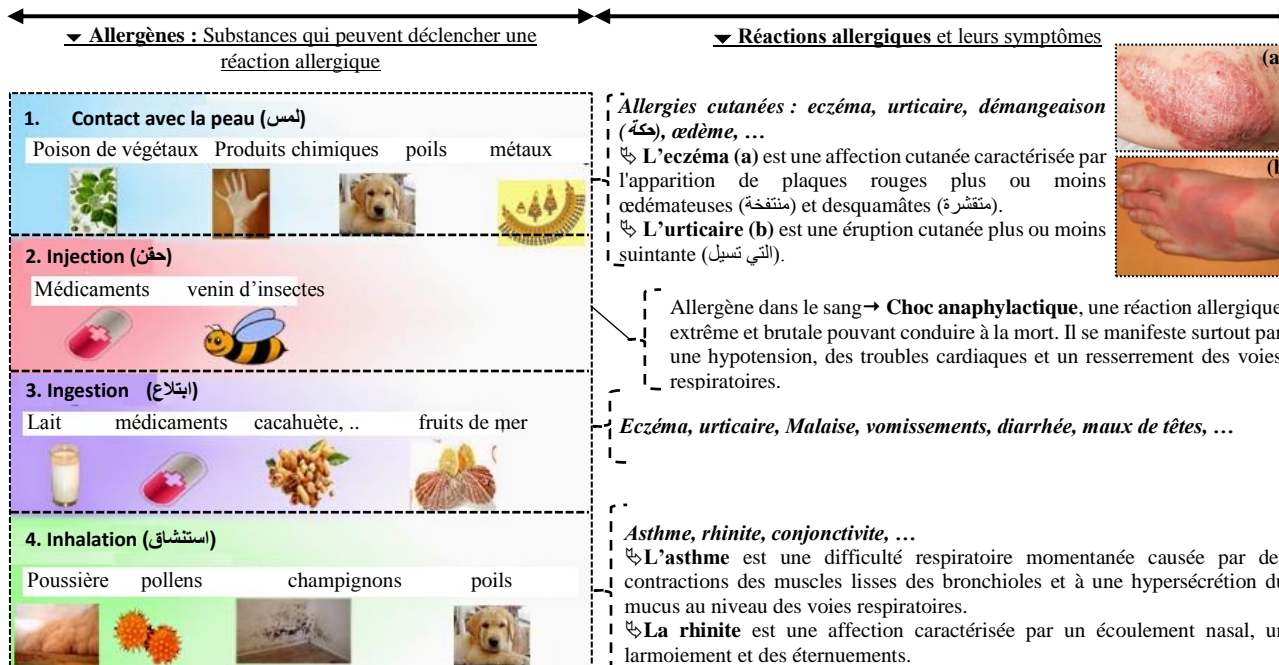 ▼ Allergènes : Substances qui peuvent déclencher une
réaction allergique
1. Contact avec la peau (لمس)
Poison de végétaux Produits chimiques poils métaux
2. Injection (حقن)
Médicaments venin d'insectes
3. Ingestion (ابتلاع)
Lait médicaments cacahuète, .. fruits de mer
4. Inhalation (استنشاق)
Poussière pollens champignons poils
▼ Réactions allergiques et leurs symptômes
(a
Allergies cutanées : eczéma, urticaire, démangeaison
(حكة), œdème, …
↳ L'eczéma (a) est une affection cutanée caractérisée par
l'apparition de plaques rouges plus ou moins
œdémateuses (منتفخة) et desquamâtes (متقشرة).
↳ L'urticaire (b) est une éruption cutanée plus ou moins
suintante (التي تسيل).
(b
Allergène dans le sang→ Choc anaphylactique, une réaction allergique
extrême et brutale pouvant conduire à la mort. Il se manifeste surtout par
une hypotension, des troubles cardiaques et un resserrement des voies
respiratoires.
Eczéma, urticaire, Malaise, vomissements, diarrhée, maux de têtes, …
Asthme, rhinite, conjonctivite, …
↳L'asthme est une difficulté respiratoire momentanée causée par de
contractions des muscles lisses des bronchioles et à une hypersécrétion du
mucus au niveau des voies respiratoires.
↳La rhinite est une affection caractérisée par un écoulement nasal, un
larmoiement et des éternuements.